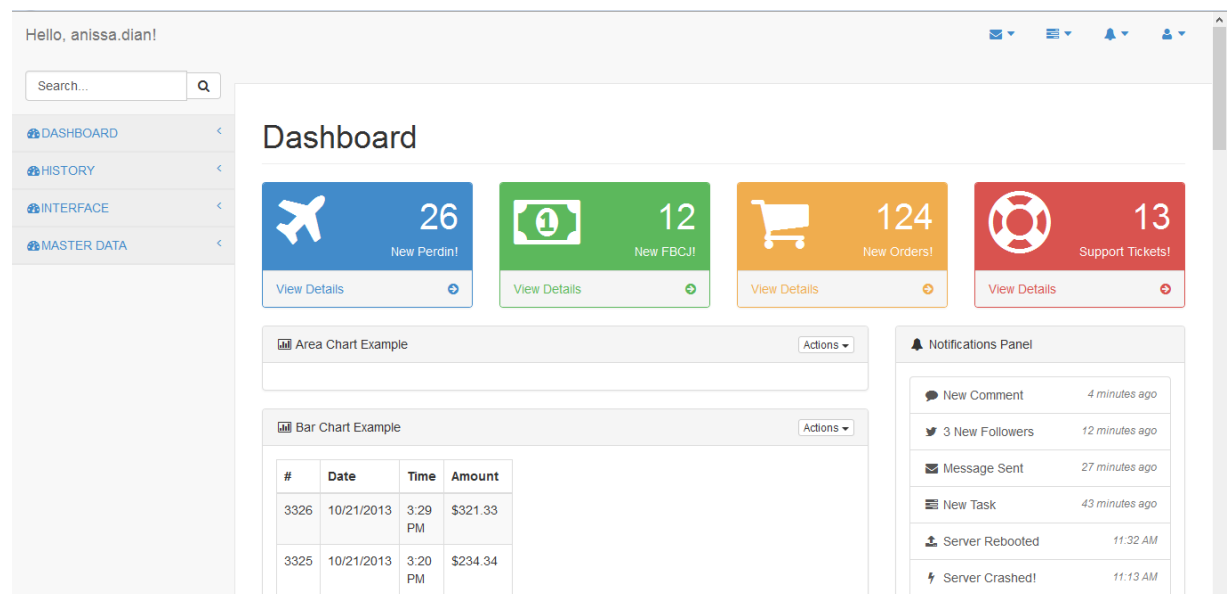 Hello, anissa.dian!
Search...
DASHBOARD
HISTORY
INTERFACE
MASTER DATA
Dashboard
26
New Perdin!
View Details
12
New FBCJ!
View Details
124
New Orders!
View Details
13
Support Tickets!
View Details
Area Chart Example
Actions
Bar Chart Example
Actions
# Date Time Amount
3326 10/21/2013 3:29 PM $321.33
3325 10/21/2013 3:20 PM $234.34
Notifications Panel
New Comment 4 minutes ago
3 New Followers 12 minutes ago
Message Sent 27 minutes ago
New Task 43 minutes ago
Server Rebooted 11:32 AM
Server Crashed! 11:13 AM